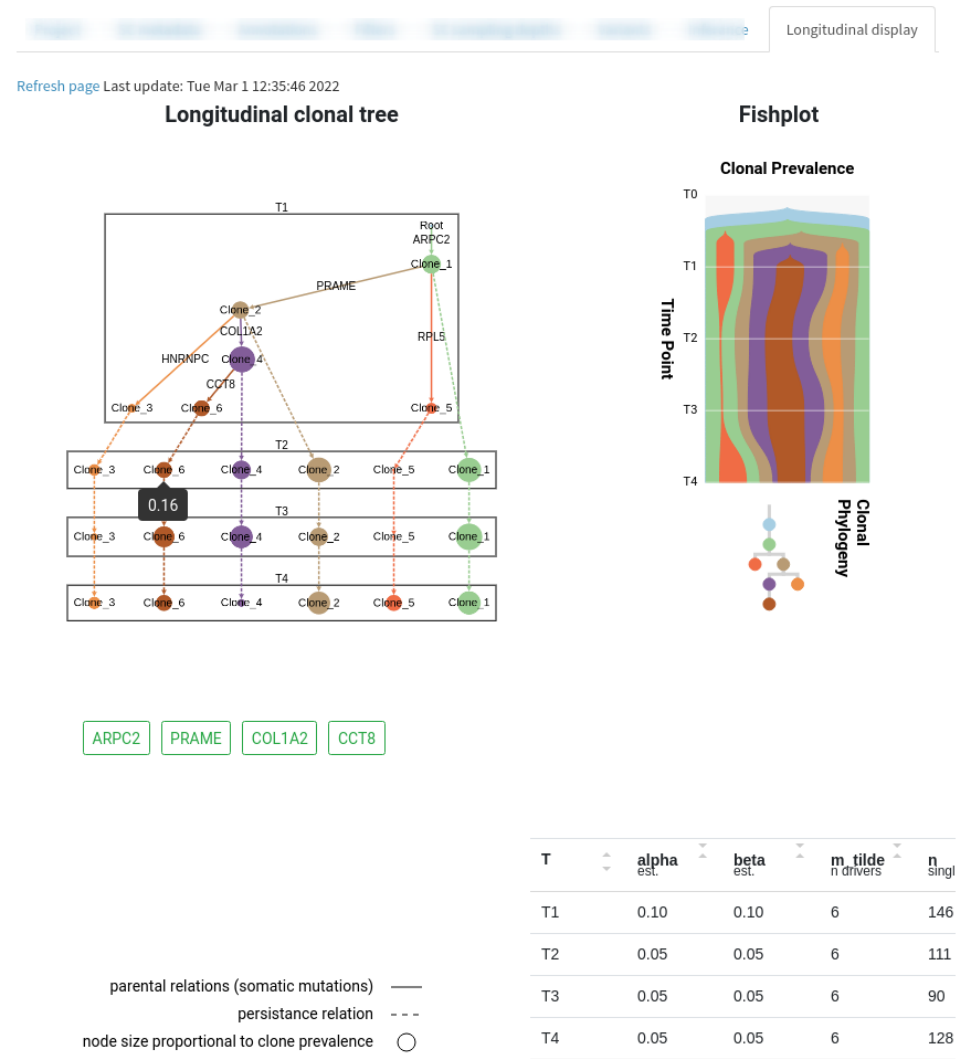 Longitudinal display
Refresh page Last update: Tue Mar 1 12:35:46 2022
Longitudinal clonal tree
Fishplot
Clonal Prevalence
T0
T1
T2
T3
T4
Time Point
Clonal
Phylogeny
T1
Root
ARPC2
Clone_1
PRAME
Clone_2
COL1A2
RPL5
HNRNPC
Clone_4
CCT8
Clone_3
Clone_6
Clone_5
T2
Clone_3
Clone_6
Clone_4
Clone_2
Clone_5
Clone_1
0.16
T3
Clone_3
Clone_6
Clone_4
Clone_2
Clone_5
Clone_1
T4
Clone_3
Clone_6
Clone_4
Clone_2
Clone_5
Clone_1
ARPC2 PRAME COL1A2 CCT8
T alpha beta m_tilde n
est. est. n drivers singl
T1 0.10 0.10 6 146
T2 0.05 0.05 6 111
T3 0.05 0.05 6 90
T4 0.05 0.05 6 128
parental relations (somatic mutations)
persistance relation
node size proportional to clone prevalence